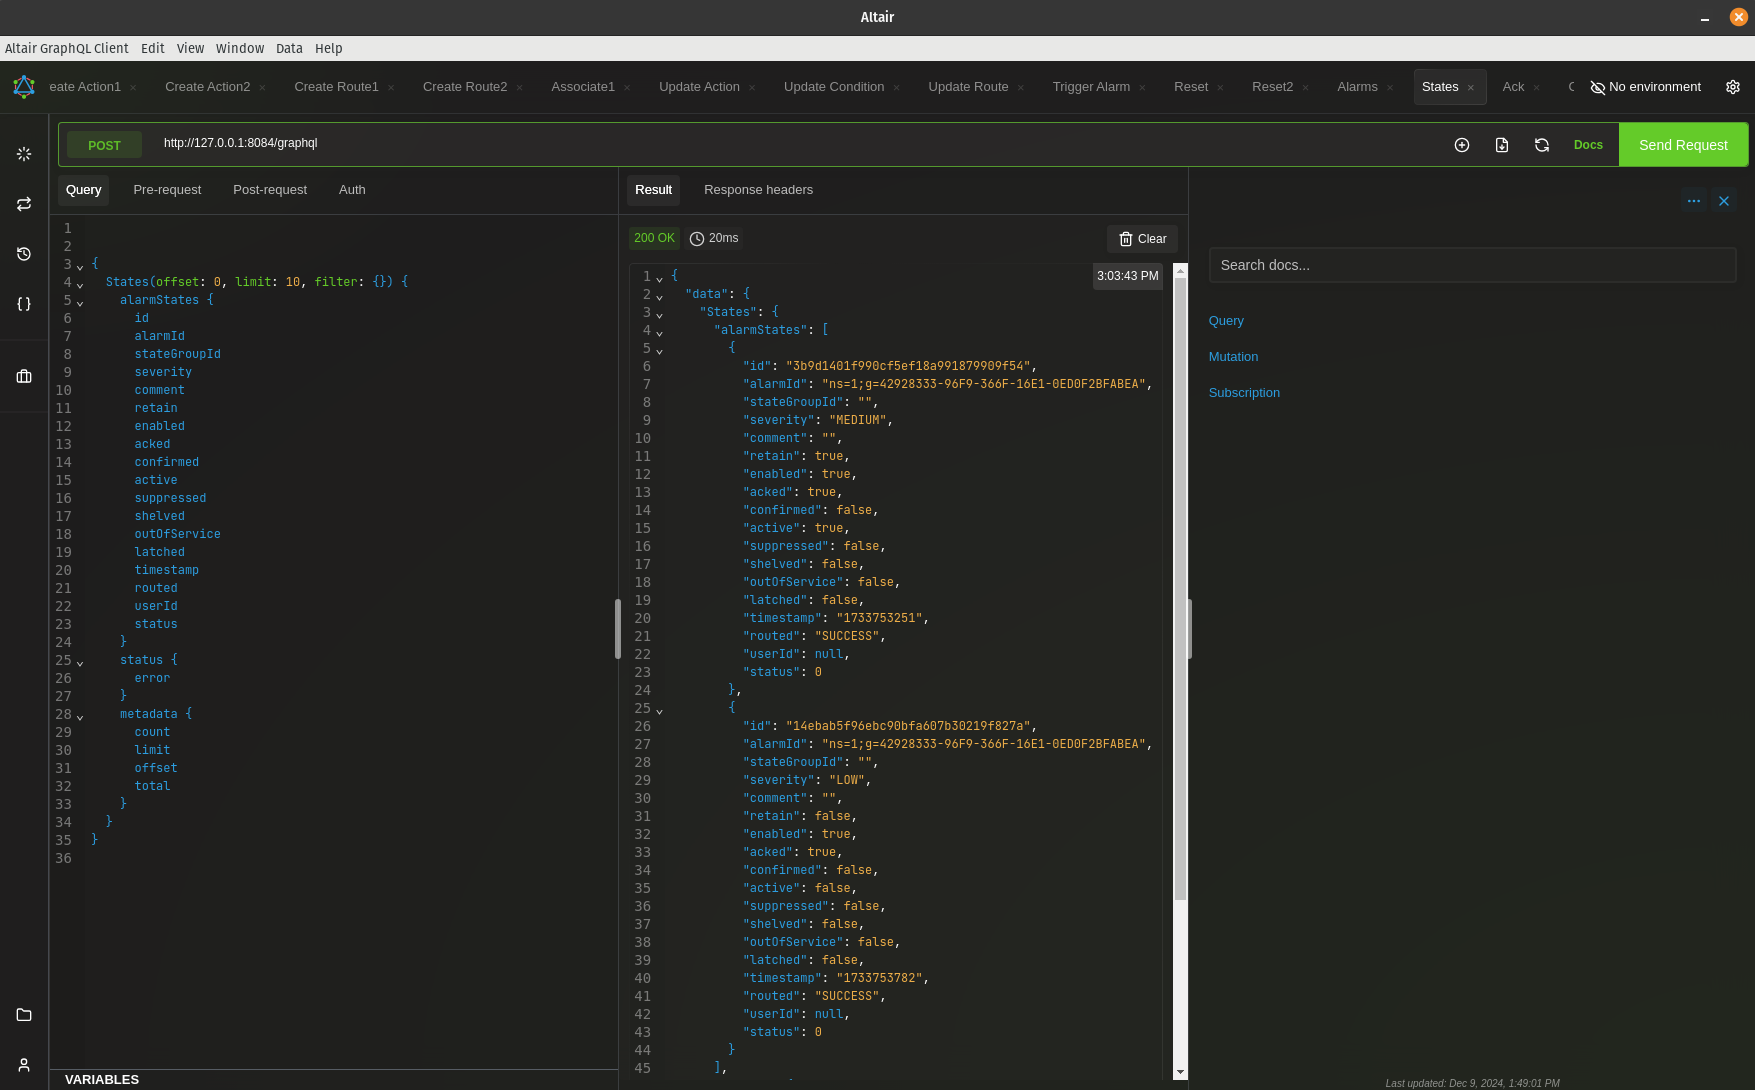 Altair
Altair GraphQL Client Edit View Window Data Help
eate Action1 × Create Action2 × Create Route1 × Create Route2 × Associate1 × Update Action × Update Condition × Update Route × Trigger Alarm × Reset × Reset2 × Alarms × States × Ack × No environment
POST http://127.0.0.1:8084/graphql Docs Send Request
Query Pre-request Post-request Auth
1
2
3 {
4 States(offset: 0, limit: 10, filter: {}) {
5 alarmStates {
6 id
7 alarmId
8 stateGroupId
9 severity
10 comment
11 retain
12 enabled
13 acked
14 confirmed
15 active
16 suppressed
17 shelved
18 outOfService
19 latched
20 timestamp
21 routed
22 userId
23 status
24 }
25 status {
26 error
27 }
28 metadata {
29 count
30 limit
31 offset
32 total
33 }
34 }
35 }
36
VARIABLES
Result Response headers
200 OK 20ms Clear
3:03:43 PM
1 {
2 "data": {
3 "States": {
4 "alarmStates": [
5 {
6 "id": "3b9d1401f990cf5ef18a991879909f54",
7 "alarmId": "ns=1;g=42928333-96F9-366F-16E1-0ED0F2BFABEA",
8 "stateGroupId": "",
9 "severity": "MEDIUM",
10 "comment": "",
11 "retain": true,
12 "enabled": true,
13 "acked": true,
14 "confirmed": false,
15 "active": true,
16 "suppressed": false,
17 "shelved": false,
18 "outOfService": false,
19 "latched": false,
20 "timestamp": "1733753251",
21 "routed": "SUCCESS",
22 "userId": null,
23 "status": 0
24 },
25 {
26 "id": "14ebab5f96ebc90bfa607b30219f827a",
27 "alarmId": "ns=1;g=42928333-96F9-366F-16E1-0ED0F2BFABEA",
28 "stateGroupId": "",
29 "severity": "LOW",
30 "comment": "",
31 "retain": false,
32 "enabled": true,
33 "acked": true,
34 "confirmed": false,
35 "active": false,
36 "suppressed": false,
37 "shelved": false,
38 "outOfService": false,
39 "latched": false,
40 "timestamp": "1733753782",
41 "routed": "SUCCESS",
42 "userId": null,
43 "status": 0
44 }
45 ],
Search docs...
Query
Mutation
Subscription
Last updated: Dec 9, 2024, 1:49:01 PM